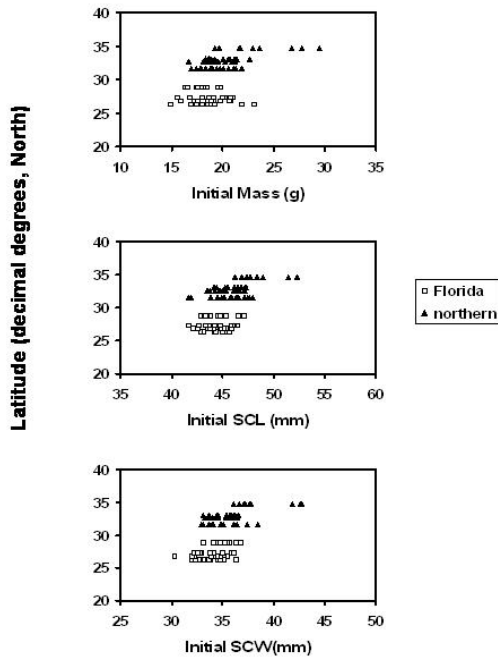 Latitude (decimal degrees, North)
40
35
30
25
20
10 15 20 25 30 35
Initial Mass (g)
40
35
30
25
20
35 40 45 50 55 60
Initial SCL (mm)
Florida
northern
40
35
30
25
20
25 30 35 40 45 50
Initial SCW(mm)